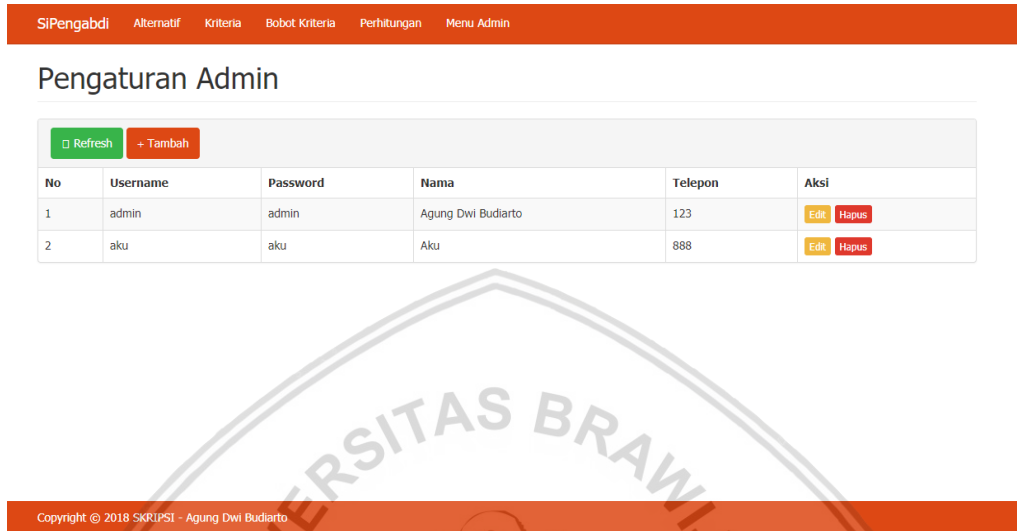 SiPengabdi Alternatif Kriteria Bobot Kriteria Perhitungan Menu Admin
Pengaturan Admin
Refresh + Tambah
No Username Password Nama Telepon Aksi
1 admin admin Agung Dwi Budiarto 123 Edit Hapus
2 aku aku Aku 888 Edit Hapus
ERSITAS BRAWI
Copyright © 2018 SKRIPSI - Agung Dwi Budiarto